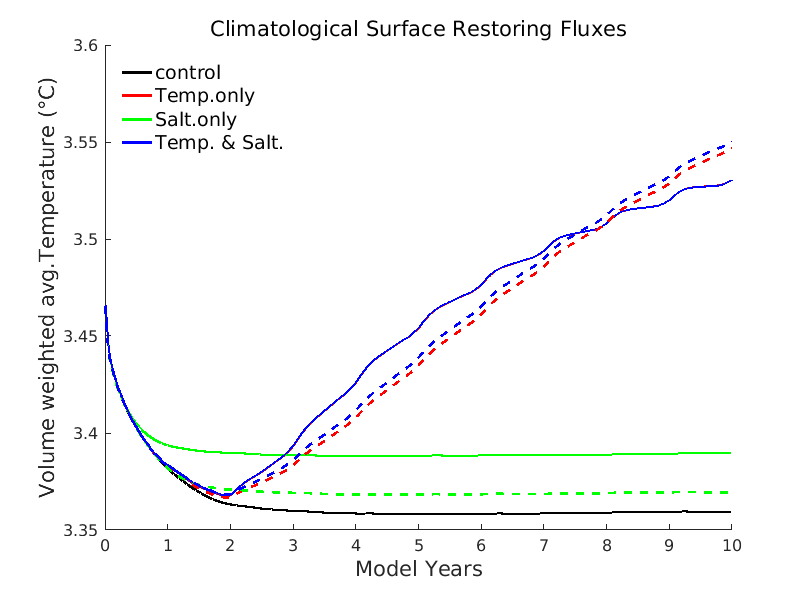 Climatological Surface Restoring Fluxes
3.6
3.55
3.5
3.45
3.4
3.35
Volume weighted avg.Temperature (°C)
control
Temp.only
Salt.only
Temp. & Salt.
0 1 2 3 4 5 6 7 8 9 10
Model Years